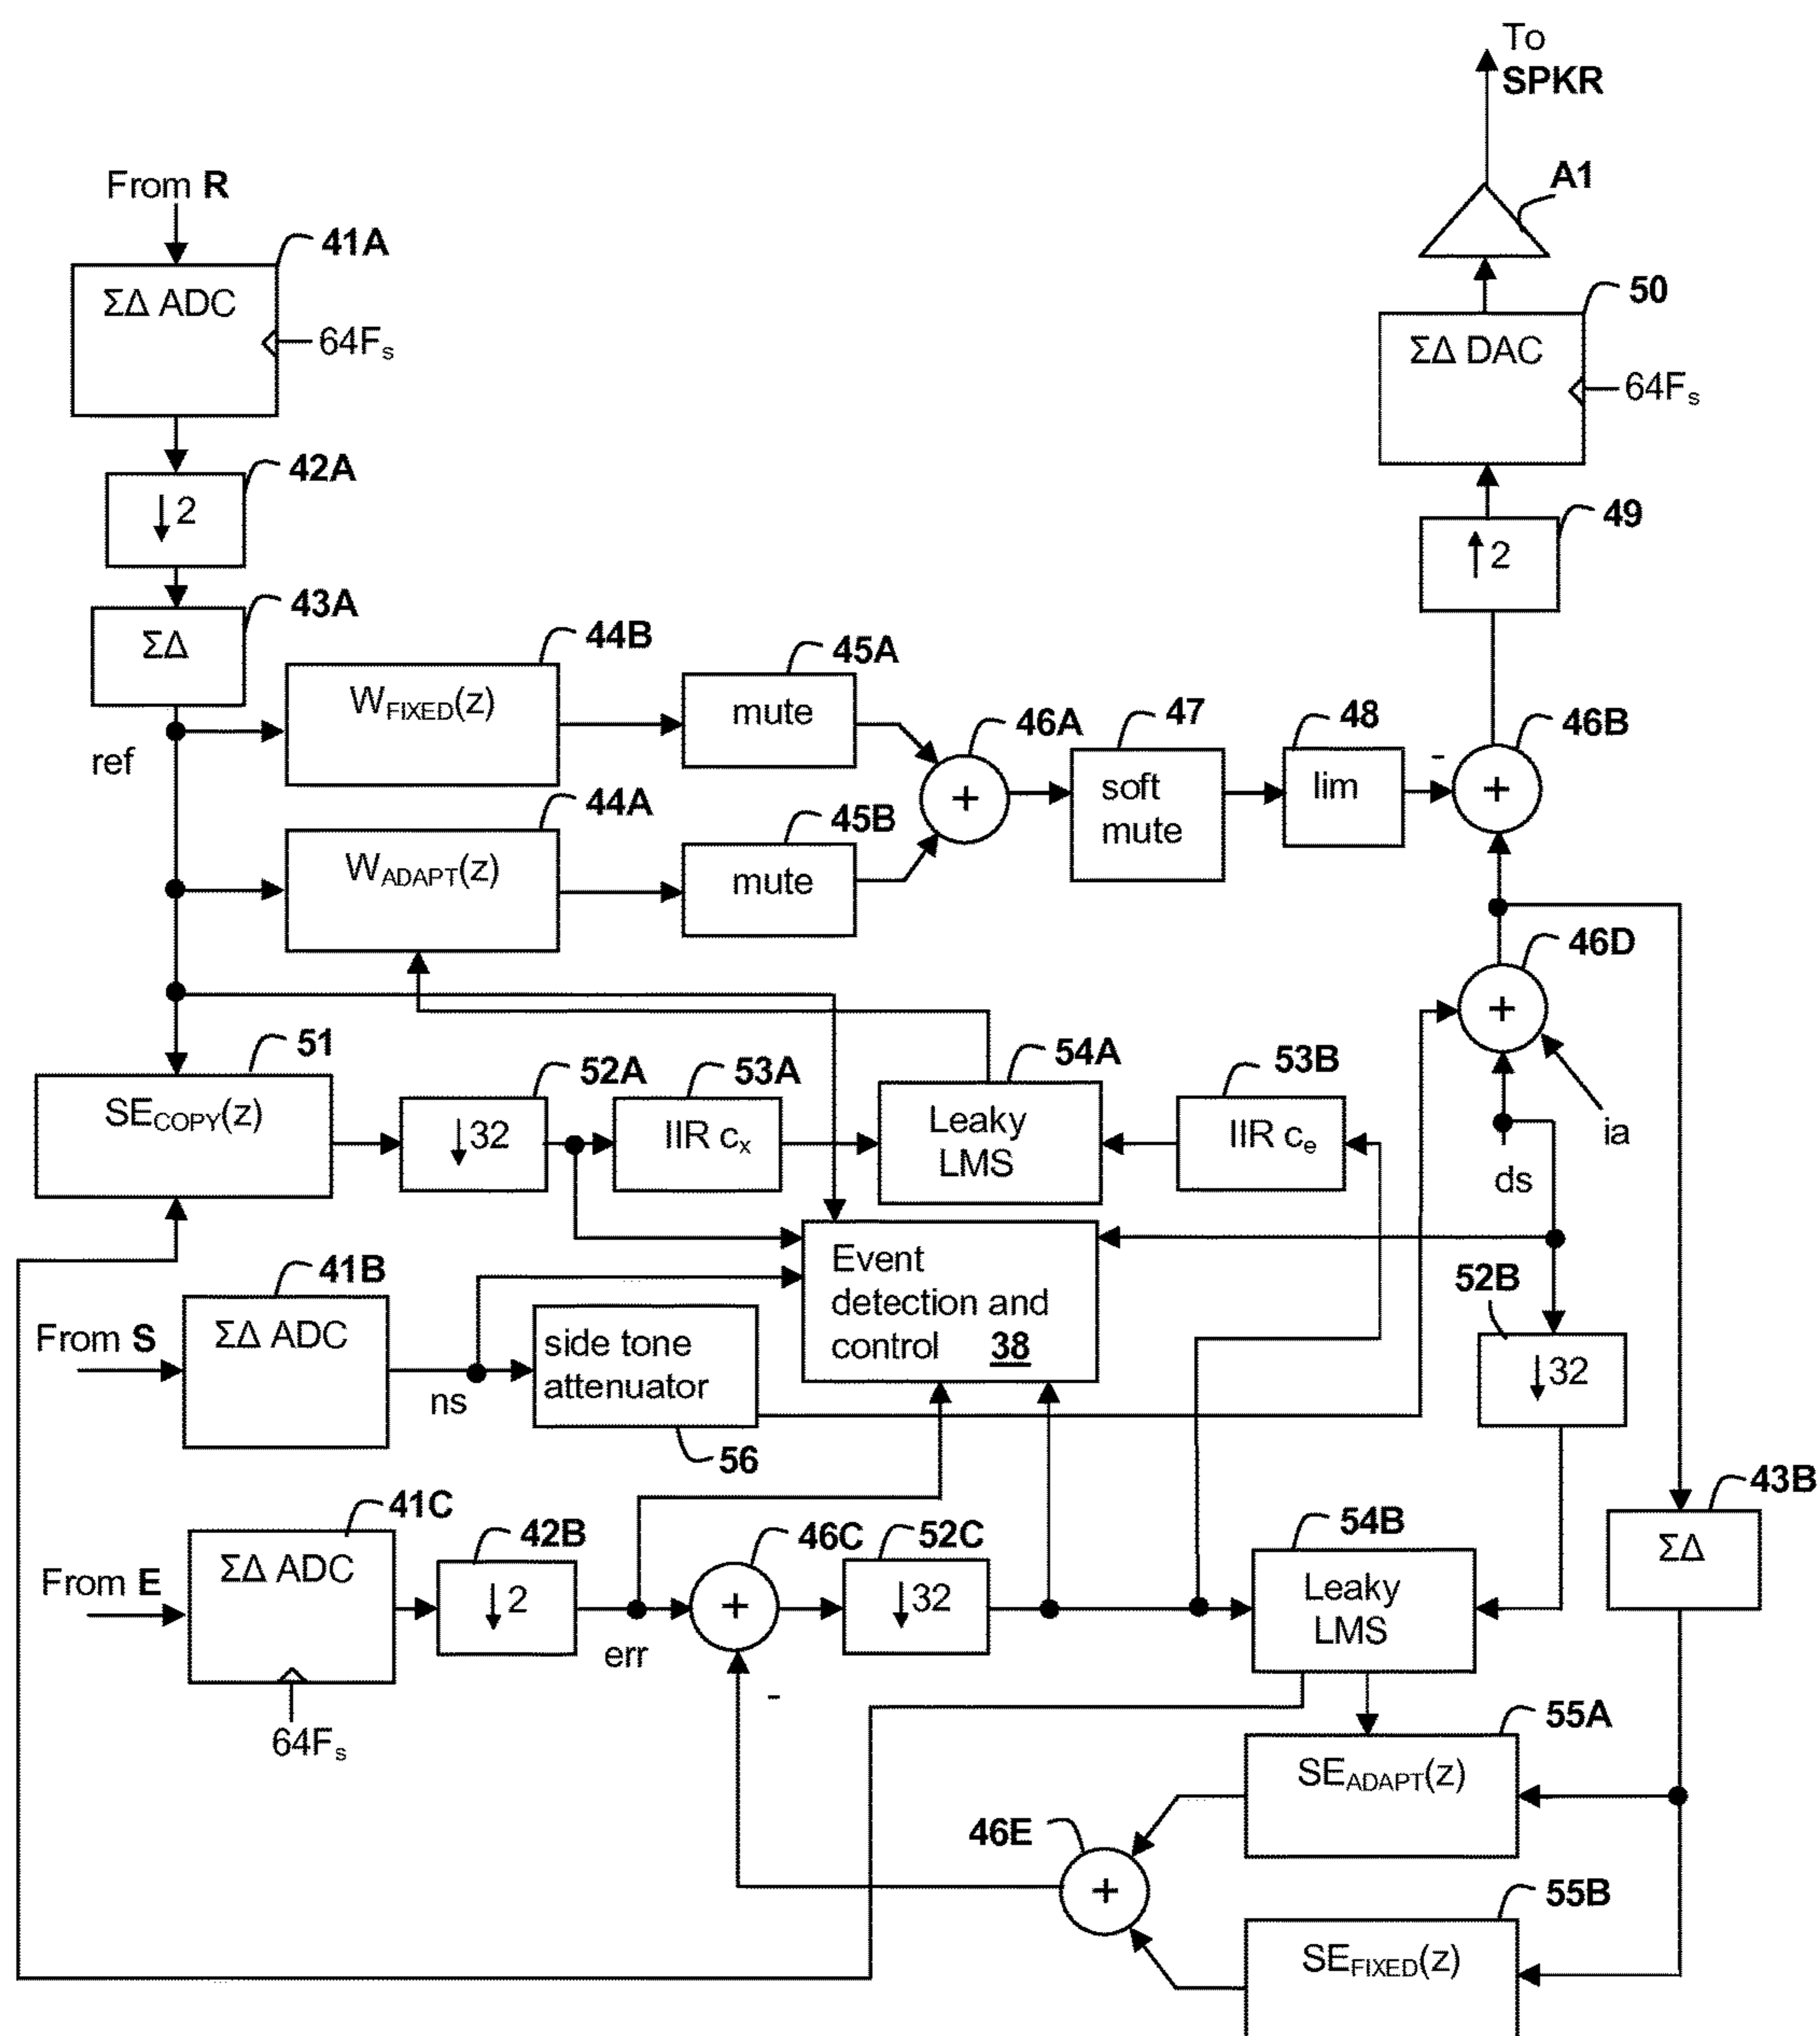 To
SPKR
From R
A1
41A
ΣΔ ADC
64Fs
50
ΣΔ DAC
64Fs
42A
↓2
49
↑2
43A
ΣΔ
44B
WFIXED(z)
45A
mute
46A
+
47
soft
mute
48
lim
-
46B
+
ref
44A
WADAPT(z)
45B
mute
46D
+
51
SECOPY(z)
52A
↓32
53A
IIR cx
54A
Leaky
LMS
53B
IIR ce
ia
ds
41B
From S
ΣΔ ADC
ns
side tone
attenuator
56
Event
detection and
control 38
52B
↓32
43B
ΣΔ
41C
From E
ΣΔ ADC
64Fs
42B
↓2
err
46C
+
-
52C
↓32
54B
Leaky
LMS
55A
SEADAPT(z)
46E
+
55B
SEFIXED(z)